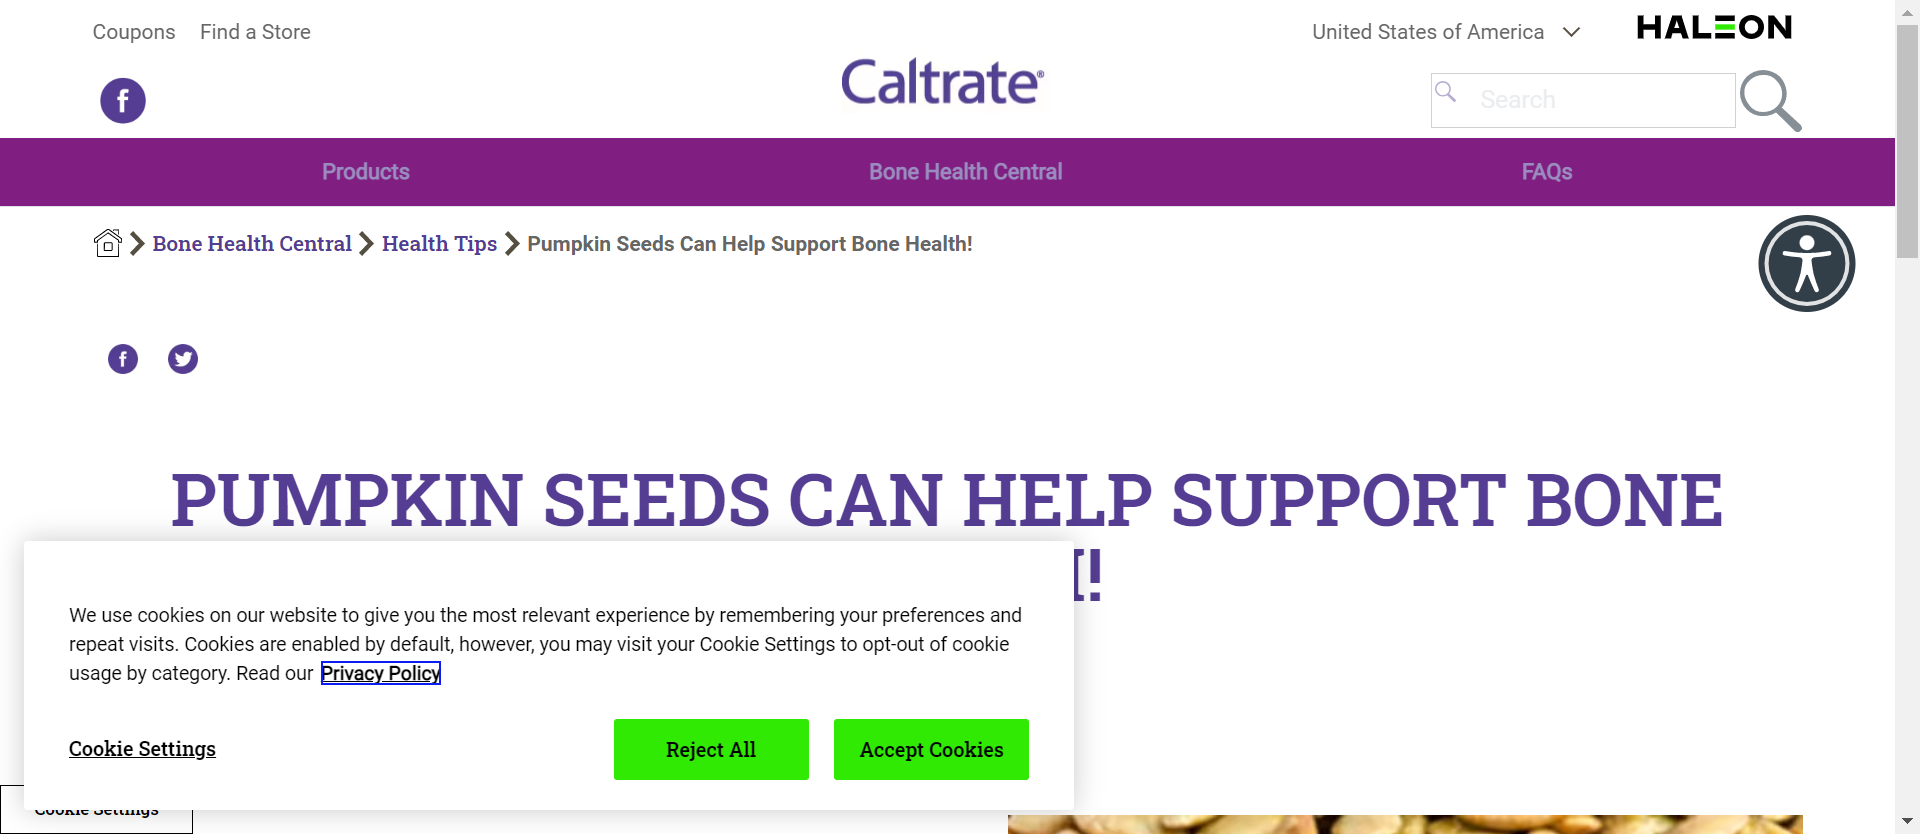 Coupons Find a Store United States of America HALEON
Caltrate®
Search
Products Bone Health Central FAQs
Bone Health Central Health Tips Pumpkin Seeds Can Help Support Bone Health!
PUMPKIN SEEDS CAN HELP SUPPORT BONE
!
We use cookies on our website to give you the most relevant experience by remembering your preferences and
repeat visits. Cookies are enabled by default, however, you may visit your Cookie Settings to opt-out of cookie
usage by category. Read our Privacy Policy
Cookie Settings Reject All Accept Cookies
Cookie Settings